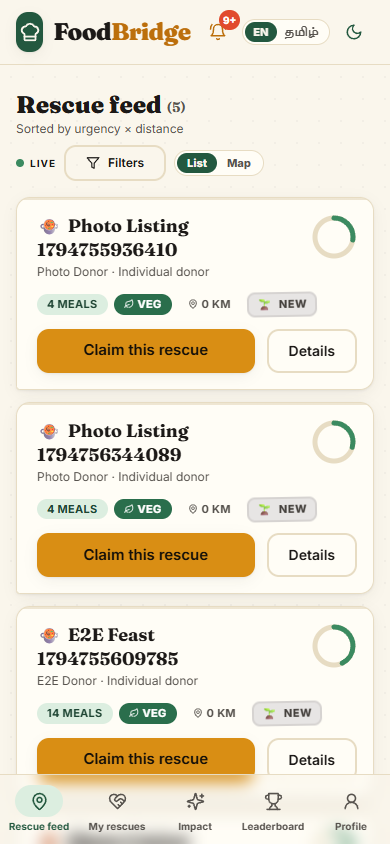 FoodBridge
9+
EN
தமிழ்
Rescue feed (5)
Sorted by urgency × distance
LIVE
Filters
List
Map
Photo Listing
1794755936410
Photo Donor · Individual donor
4 MEALS
VEG
0 KM
NEW
Claim this rescue
Details
Photo Listing
1794756344089
Photo Donor · Individual donor
4 MEALS
VEG
0 KM
NEW
Claim this rescue
Details
E2E Feast
1794755609785
E2E Donor · Individual donor
14 MEALS
VEG
0 KM
NEW
Claim this rescue
Details
Rescue feed
My rescues
Impact
Leaderboard
Profile